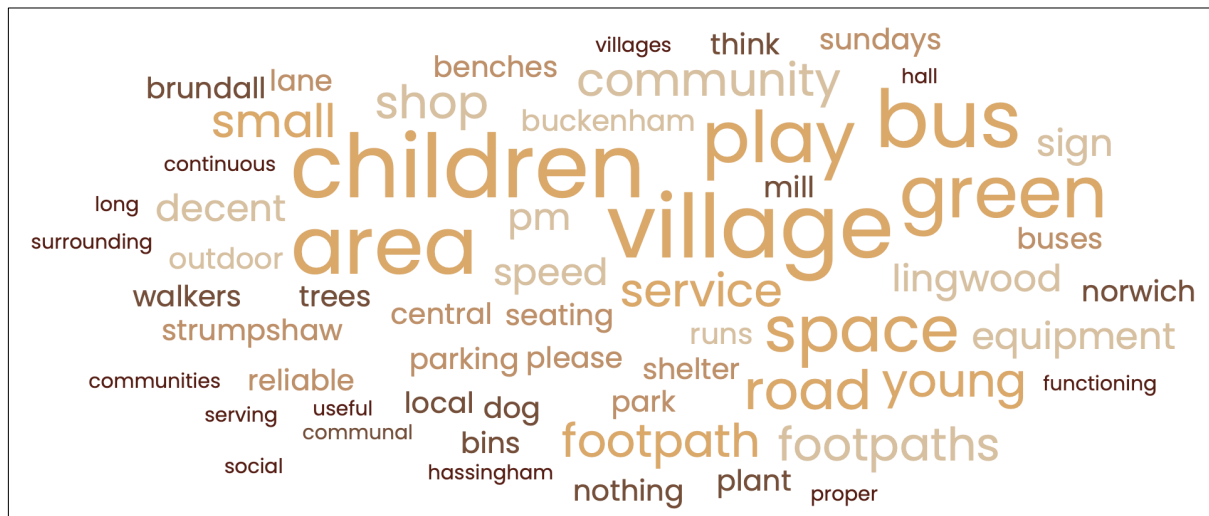 villages think sundays
brundall lane benches community hall
small shop buckenham play bus sign
continuous children mill green
long decent pm village buses
surrounding outdoor area speed lingwood
walkers trees service norwich
strumpshaw central seating runs space equipment
parking please shelter
communities reliable road young functioning
serving useful local dog park
communal bins footpath footpaths
social hassingham nothing plant proper